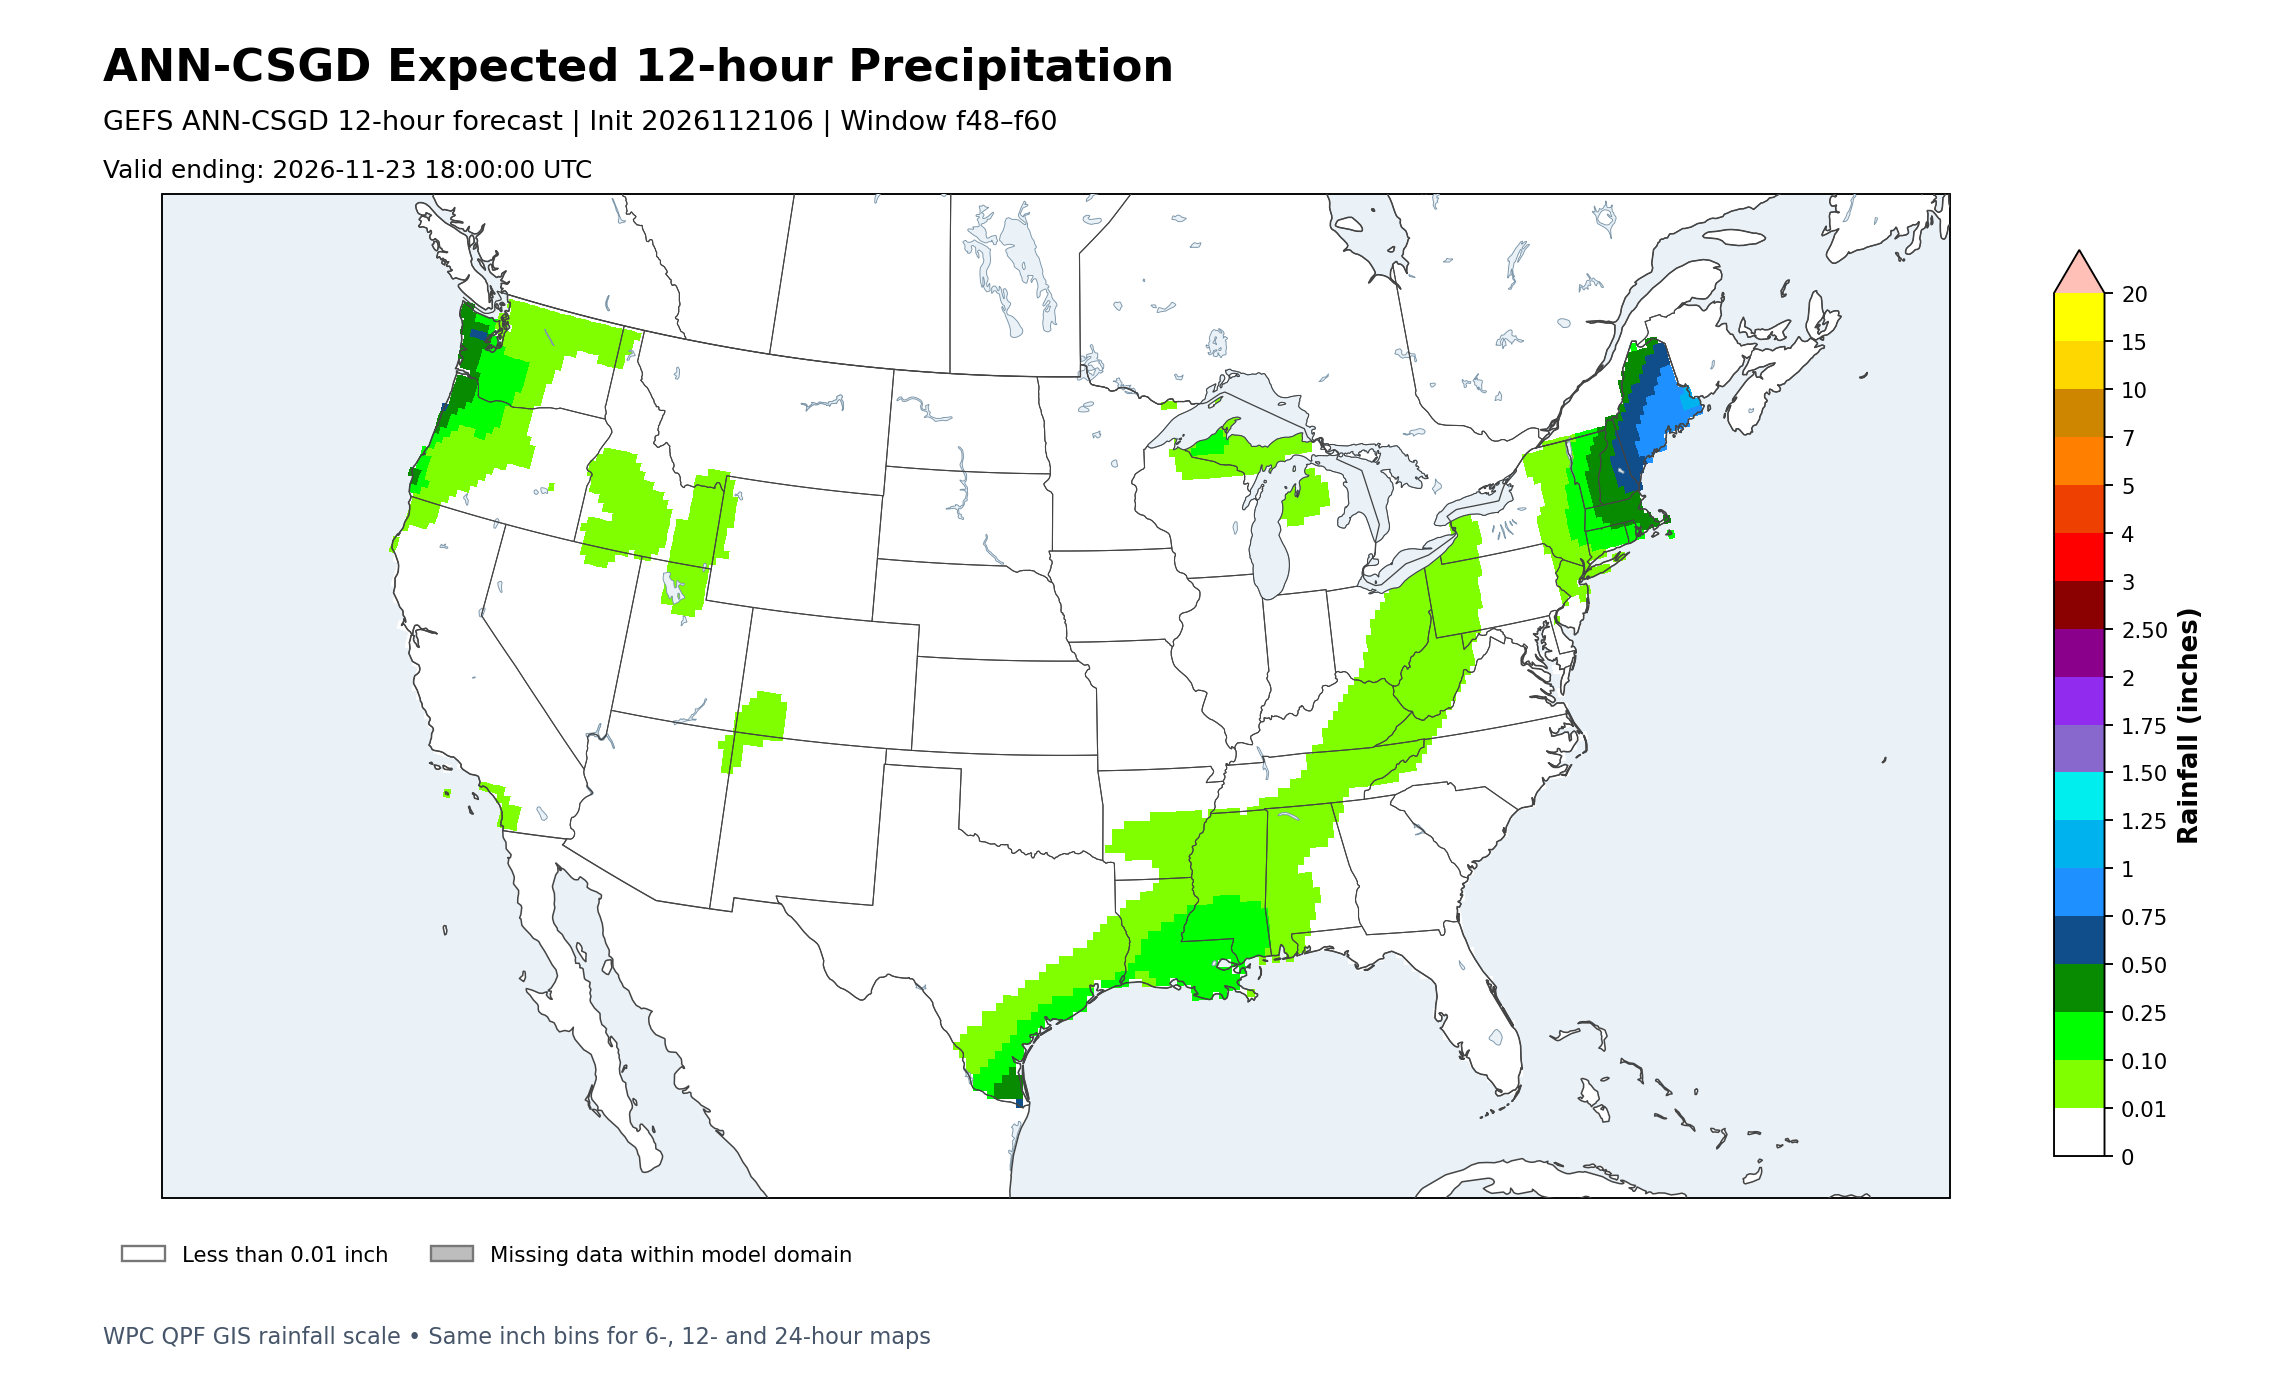 ANN-CSGD Expected 12-hour Precipitation
GEFS ANN-CSGD 12-hour forecast | Init 2026112106 | Window f48–f60
Valid ending: 2026-11-23 18:00:00 UTC
20
15
10
7
5
4
3
2.50
2
1.75
1.50
1.25
1
0.75
0.50
0.25
0.10
0.01
0
Rainfall (inches)
Less than 0.01 inch
Missing data within model domain
WPC QPF GIS rainfall scale • Same inch bins for 6-, 12- and 24-hour maps